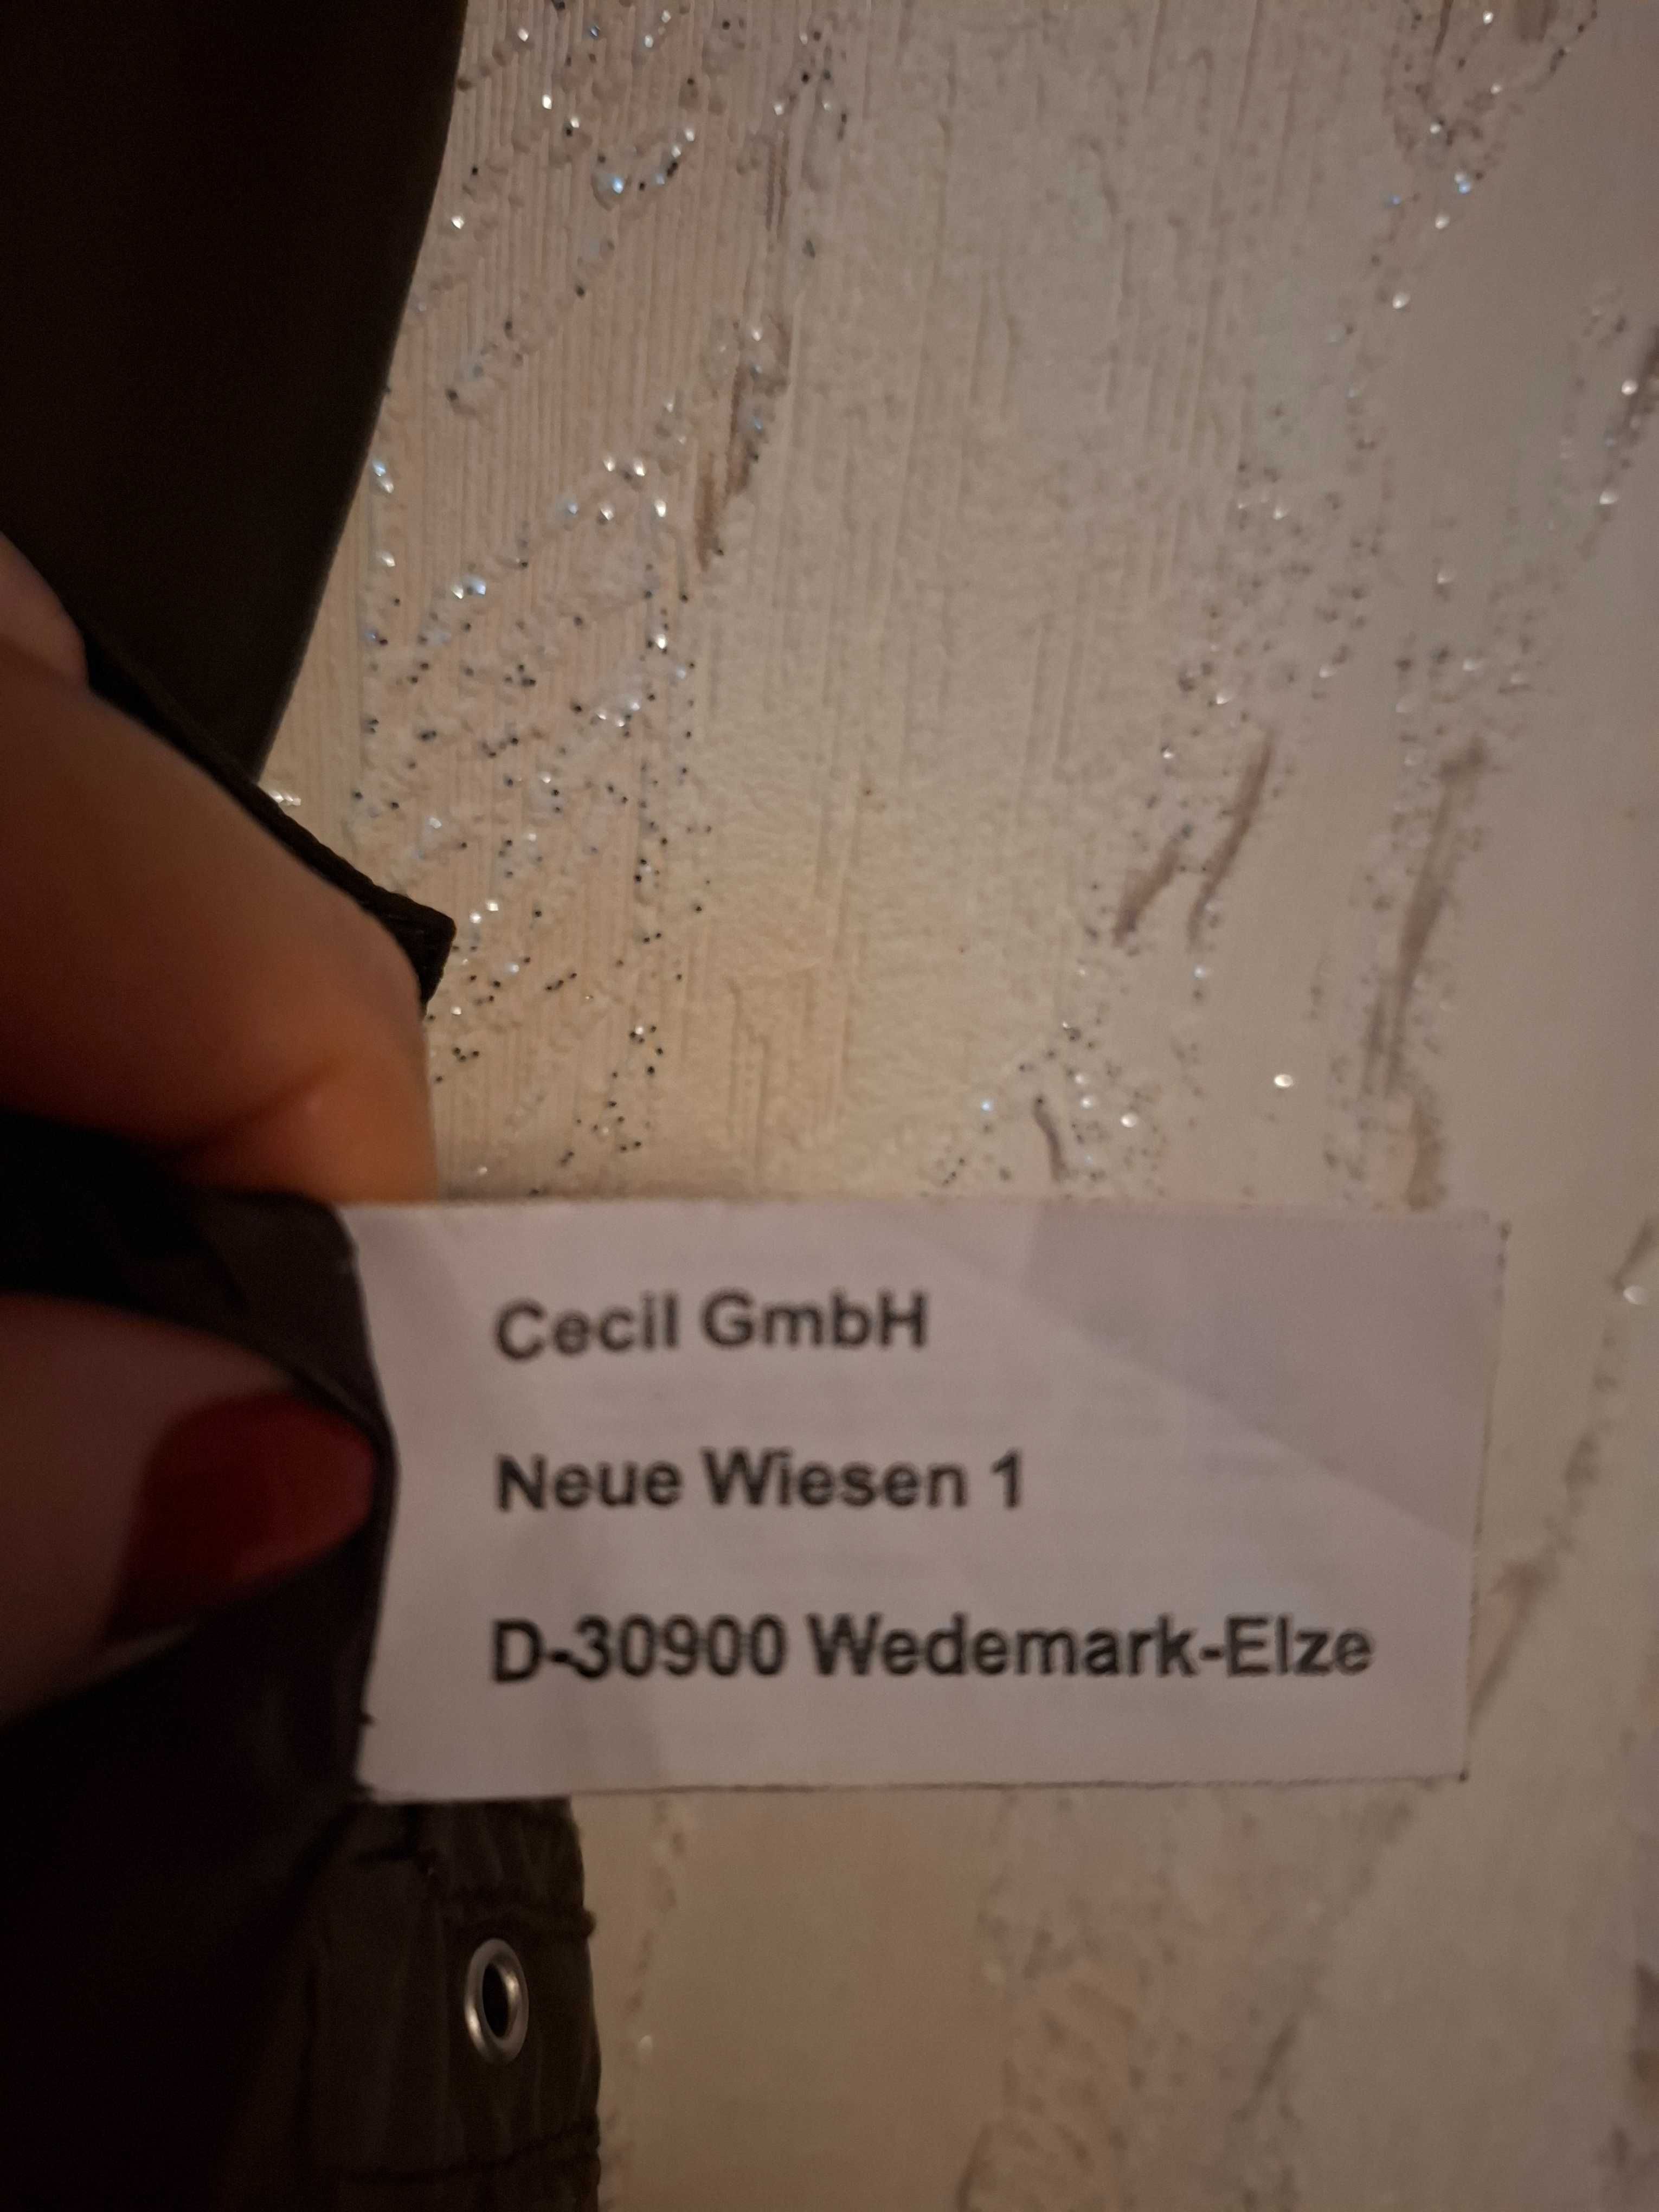 Cecil GmbH
Neue Wiesen 1
D-30900 Wedemark-Elze